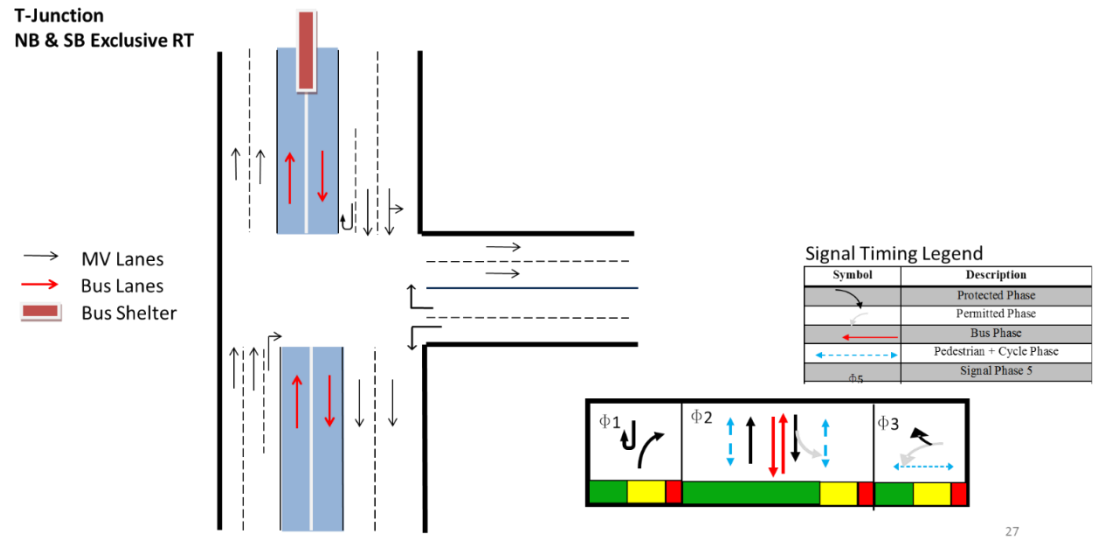 T-Junction
NB & SB Exclusive RT
MV Lanes
Bus Lanes
Bus Shelter
Signal Timing Legend
Symbol Description
Protected Phase
Permitted Phase
Bus Phase
Pedestrian + Cycle Phase
Φ5 Signal Phase 5
Φ1 Φ2 Φ3
27